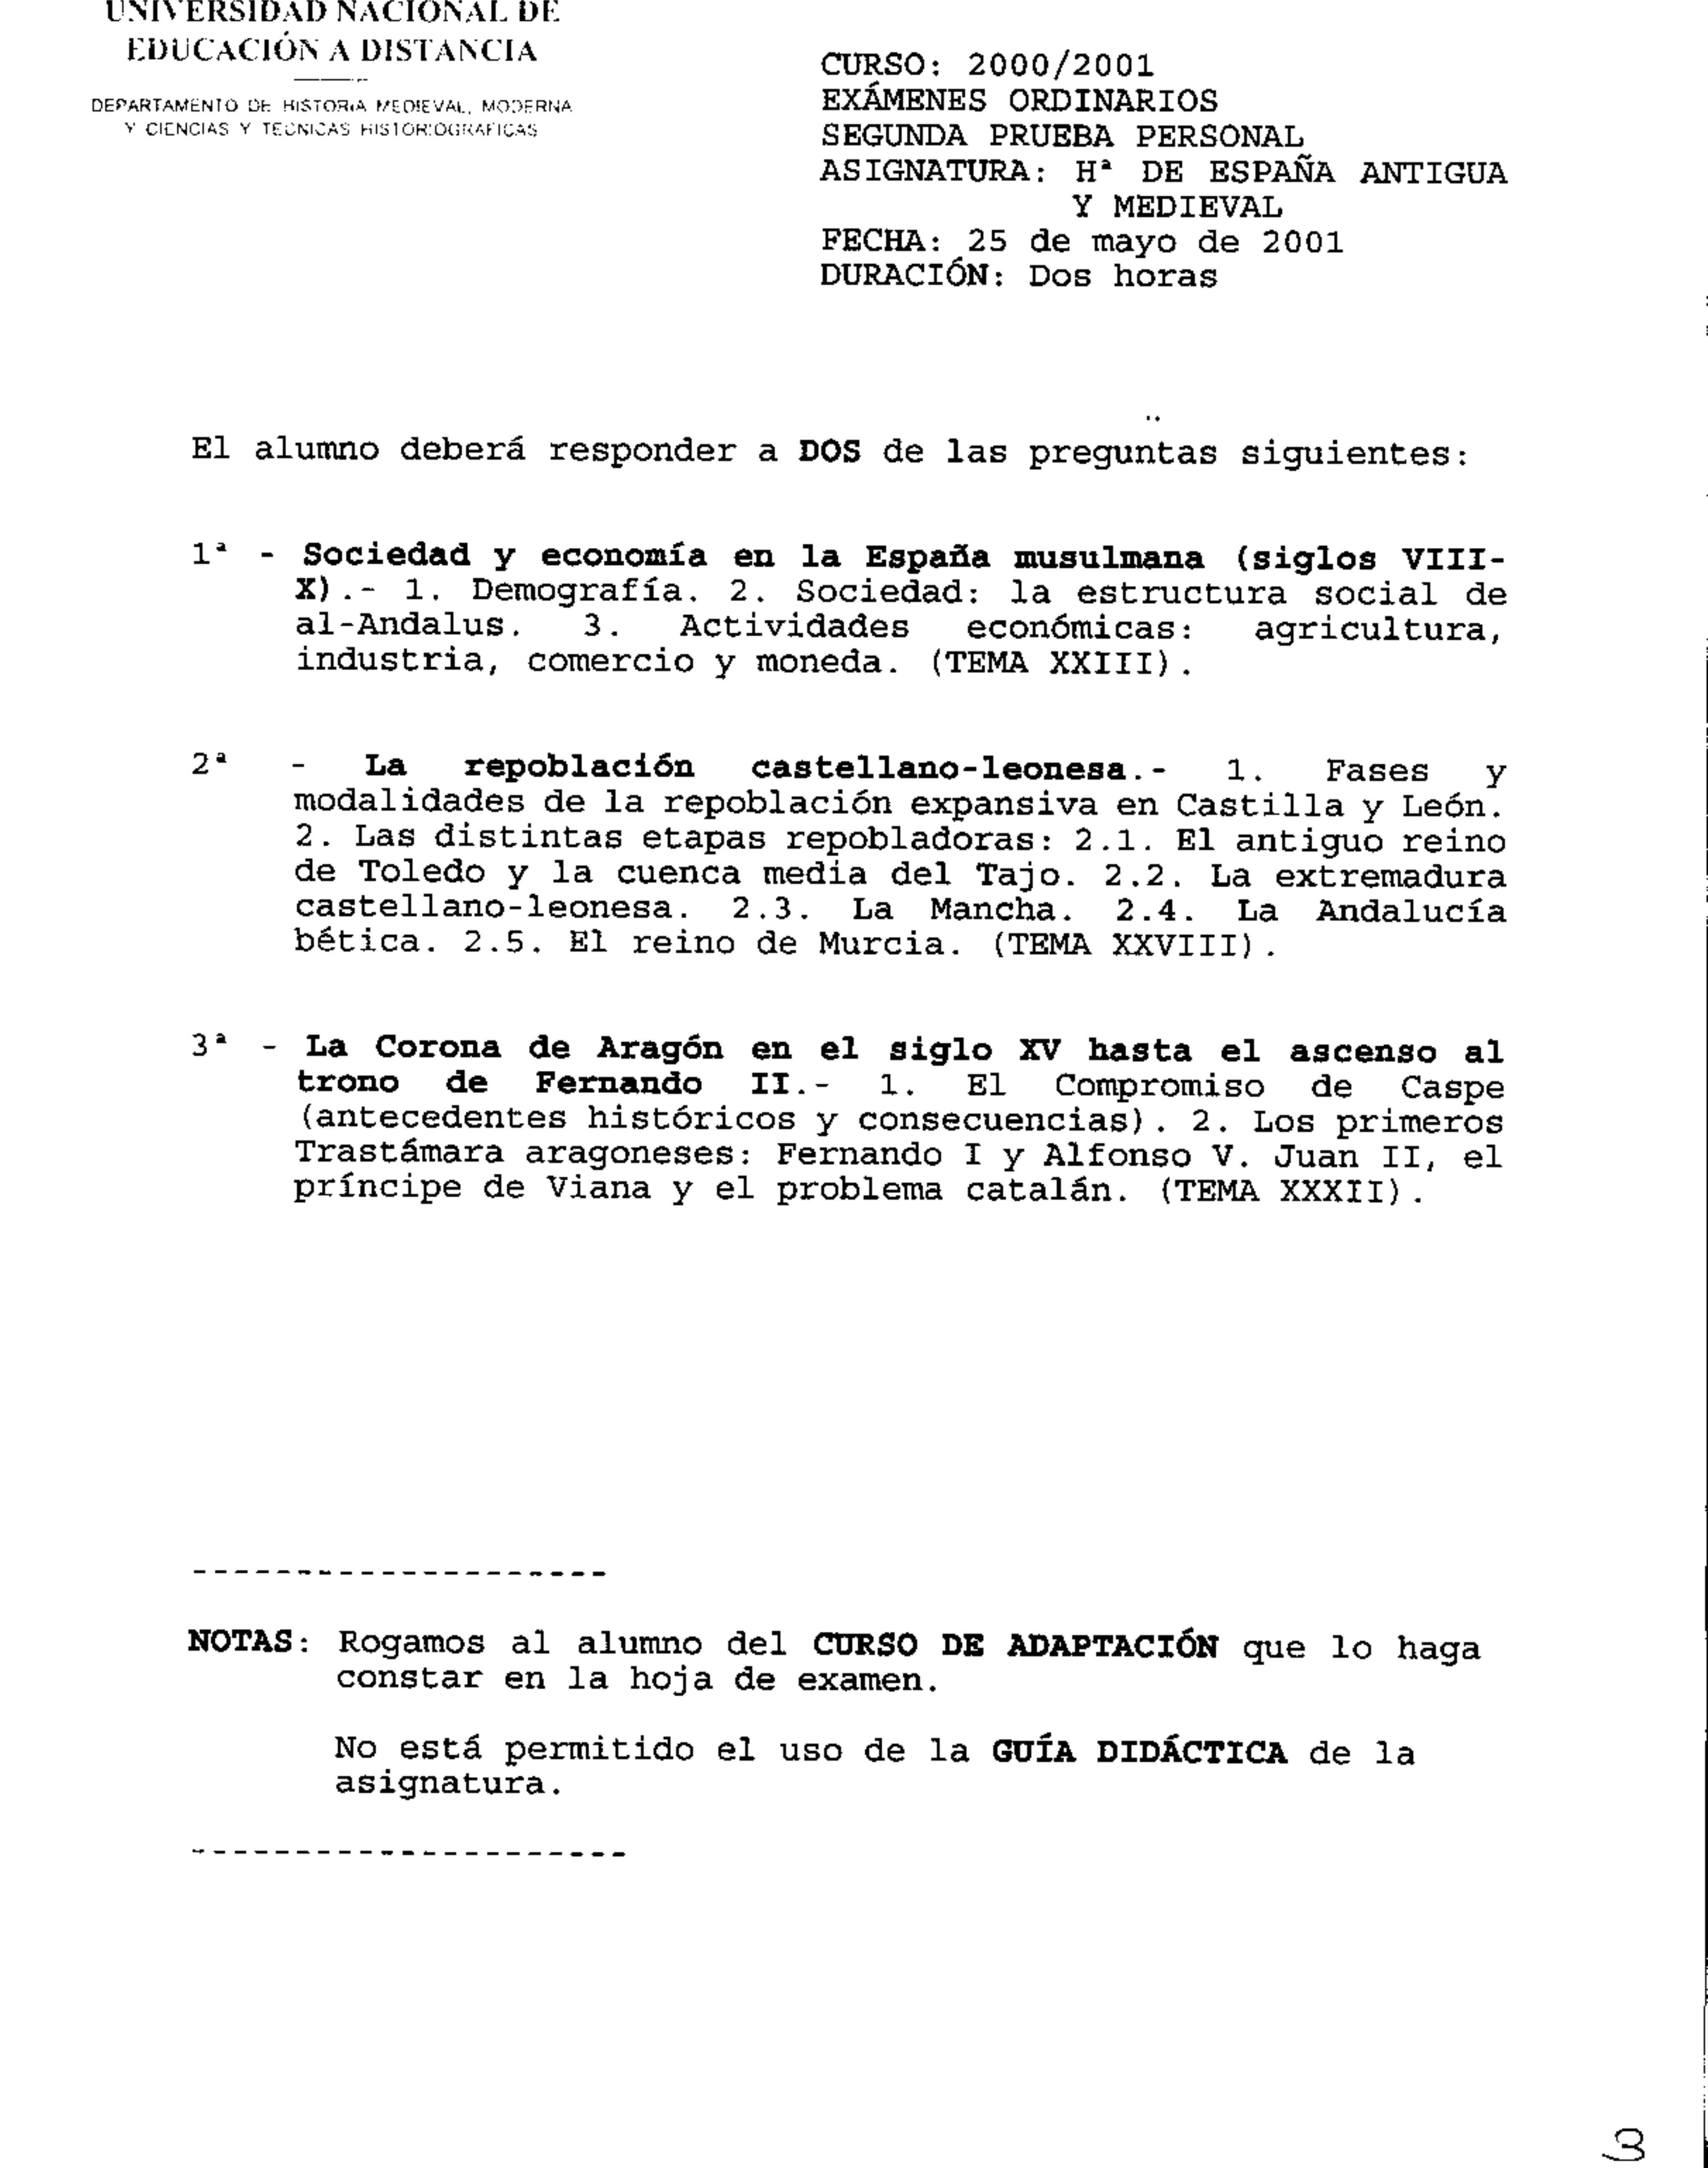 UNIVERSIDAD NACIONAL DE
EDUCACIÓN A DISTANCIA
DEPARTAMENTO DE HISTORIA MEDIEVAL, MODERNA
Y CIENCIAS Y TECNICAS HISTORIOGRAFICAS
CURSO: 2000/2001
EXÁMENES ORDINARIOS
SEGUNDA PRUEBA PERSONAL
ASIGNATURA: Hª DE ESPAÑA ANTIGUA
Y MEDIEVAL
FECHA: 25 de mayo de 2001
DURACIÓN: Dos horas
El alumno deberá responder a DOS de las preguntas siguientes:
1ª - Sociedad y economía en la España musulmana (siglos VIII-
X).- 1. Demografía. 2. Sociedad: la estructura social de
al-Andalus. 3. Actividades económicas: agricultura,
industria, comercio y moneda. (TEMA XXIII).
2ª - La repoblación castellano-leonesa.- 1. Fases y
modalidades de la repoblación expansiva en Castilla y León.
2. Las distintas etapas repobladoras: 2.1. El antiguo reino
de Toledo y la cuenca media del Tajo. 2.2. La extremadura
castellano-leonesa. 2.3. La Mancha. 2.4. La Andalucía
bética. 2.5. El reino de Murcia. (TEMA XXVIII).
3ª - La Corona de Aragón en el siglo XV hasta el ascenso al
trono de Fernando II.- 1. El Compromiso de Caspe
(antecedentes históricos y consecuencias). 2. Los primeros
Trastámara aragoneses: Fernando I y Alfonso V. Juan II, el
príncipe de Viana y el problema catalán. (TEMA XXXII).
--------------------
NOTAS: Rogamos al alumno del CURSO DE ADAPTACIÓN que lo haga
constar en la hoja de examen.
No está permitido el uso de la GUÍA DIDÁCTICA de la
asignatura.
---------------------
3